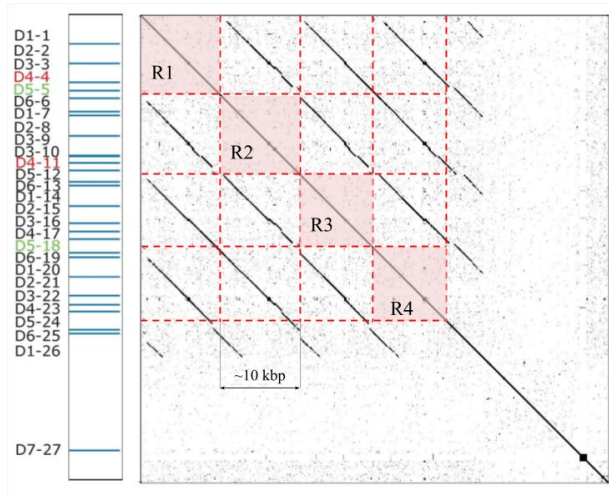 D1-1
D2-2
D3-3
D4-4
D5-5
D6-6
D1-7
D2-8
D3-9
D3-10
D4-11
D5-12
D6-13
D1-14
D2-15
D3-16
D4-17
D5-18
D6-19
D1-20
D2-21
D3-22
D4-23
D5-24
D6-25
D1-26
D7-27
R1
R2
R3
R4
~10 kbp